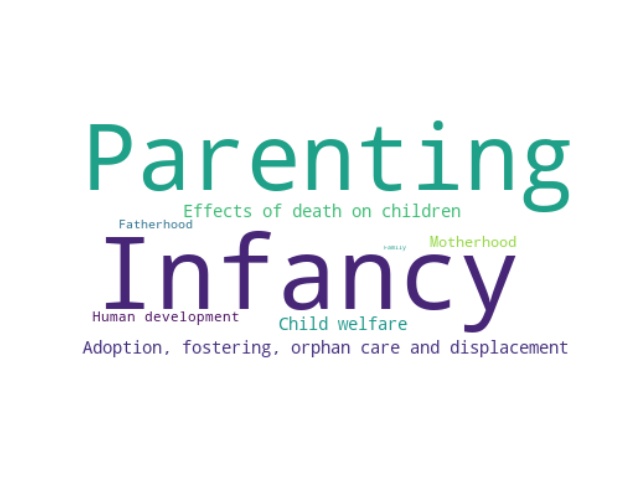 Parenting
Effects of death on children
Fatherhood
Motherhood
Family
Infancy
Human development
Child welfare
Adoption, fostering, orphan care and displacement